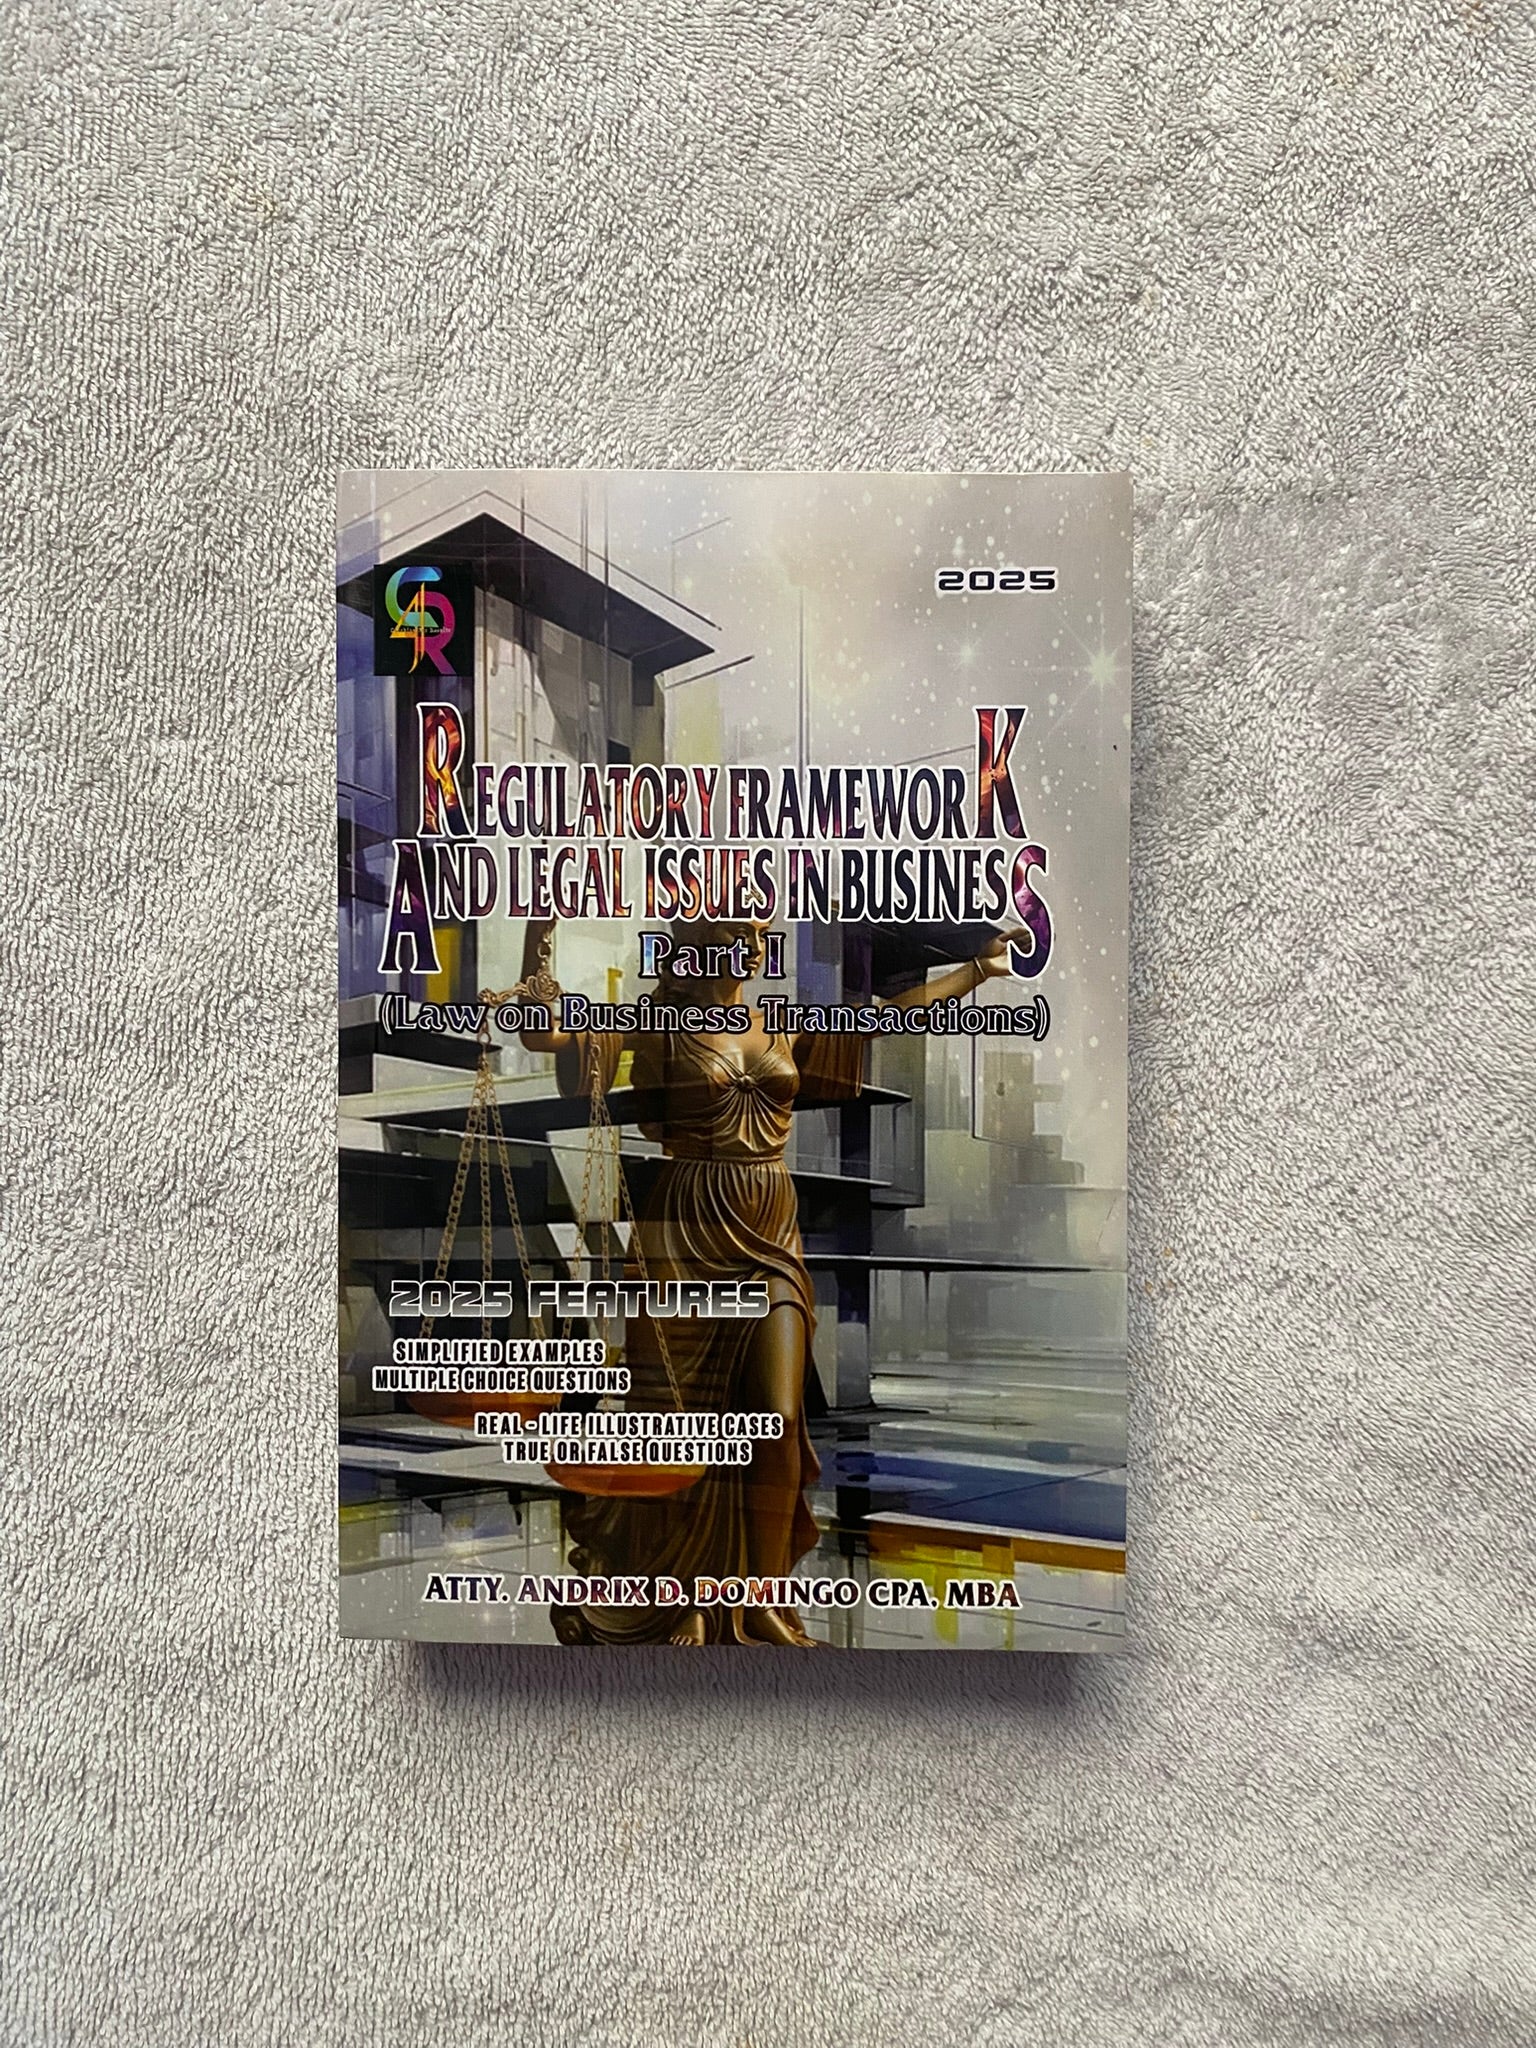 2025
REGULATORY FRAMEWORK
AND LEGAL ISSUES IN BUSINESS
Part I
(Law on Business Transactions)
2025 FEATURES
SIMPLIFIED EXAMPLES
MULTIPLE CHOICE QUESTIONS
REAL - LIFE ILLUSTRATIVE CASES
TRUE OR FALSE QUESTIONS
ATTY. ANDRIX D. DOMINGO CPA, MBA